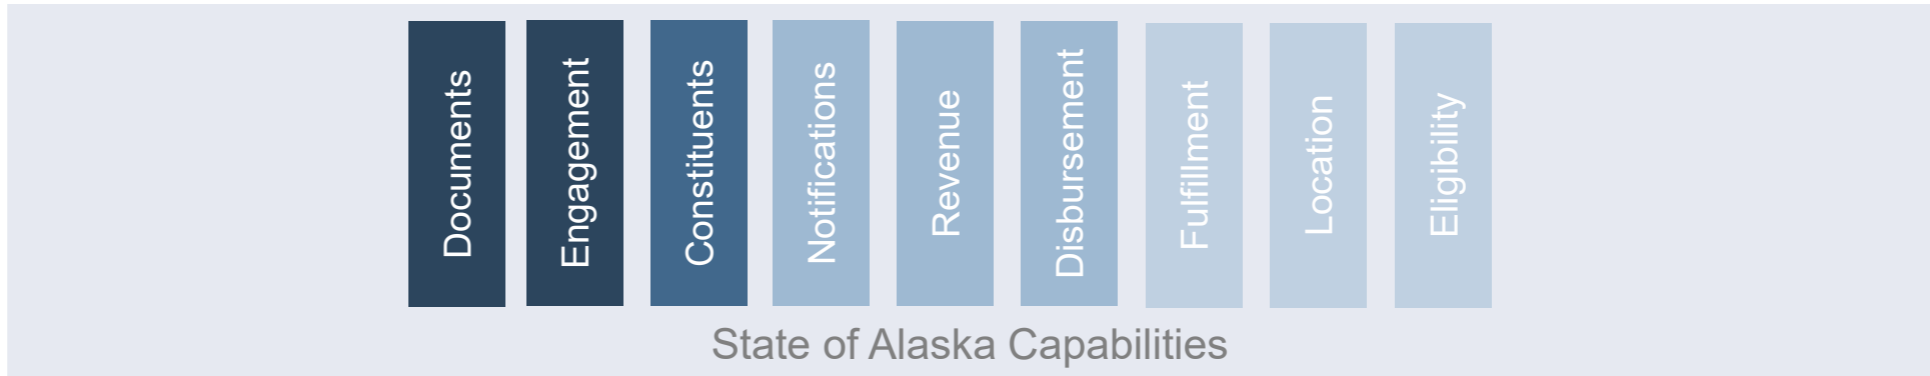 Documents
Engagement
Constituents
Notifications
Revenue
Disbursement
Fulfillment
Location
Eligibility
State of Alaska Capabilities